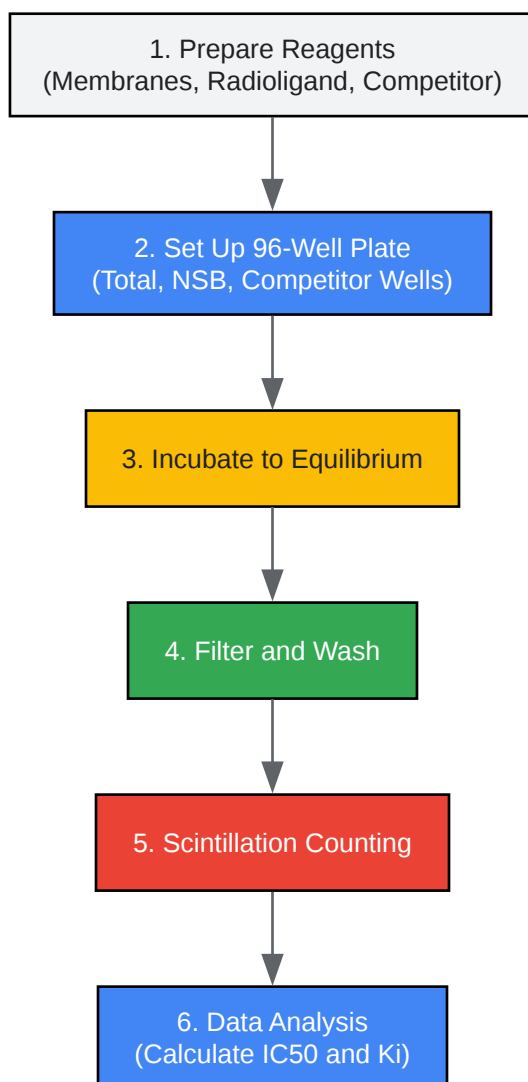 1. Prepare Reagents
(Membranes, Radioligand, Competitor)
2. Set Up 96-Well Plate
(Total, NSB, Competitor Wells)
3. Incubate to Equilibrium
4. Filter and Wash
5. Scintillation Counting
6. Data Analysis
(Calculate IC50 and Ki)